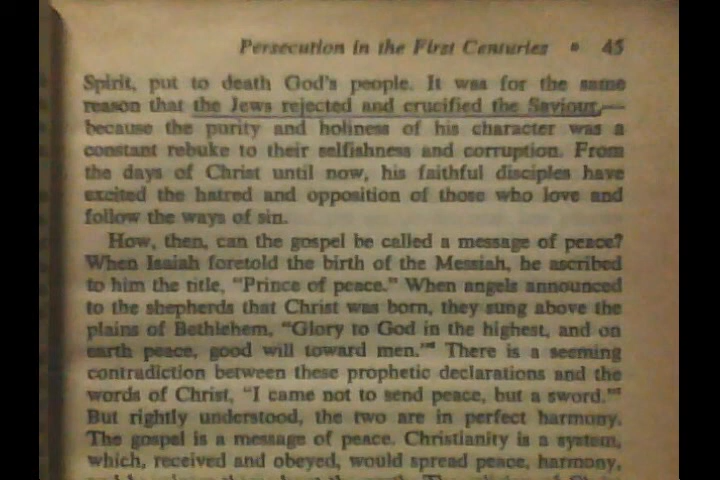 Persecution in the First Centuries ▪ 45
Spirit, put to death God's people. It was for the same
reason that the Jews rejected and crucified the Saviour,—
because the purity and holiness of his character was a
constant rebuke to their selfishness and corruption. From
the days of Christ until now, his faithful disciples have
excited the hatred and opposition of those who love and
follow the ways of sin.
How, then, can the gospel be called a message of peace?
When Isaiah foretold the birth of the Messiah, he ascribed
to him the title, "Prince of peace." When angels announced
to the shepherds that Christ was born, they sung above the
plains of Bethlehem, "Glory to God in the highest, and on
earth peace, good will toward men." There is a seeming
contradiction between these prophetic declarations and the
words of Christ, "I came not to send peace, but a sword."
But rightly understood, the two are in perfect harmony.
The gospel is a message of peace. Christianity is a system,
which, received and obeyed, would spread peace, harmony,